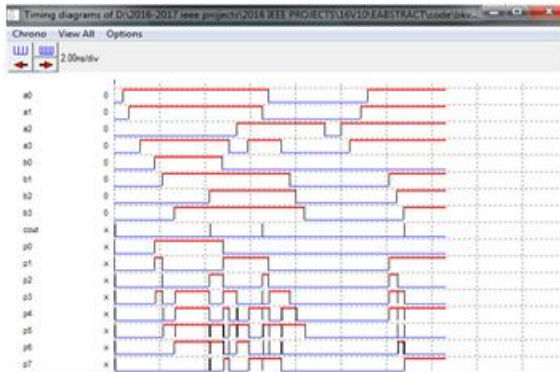 Timing diagrams of D:\2016-2017 ieee projects\2016 IEEE PROJECTS\16V10\EABSTRACT\code\bkv...
Chrono View All Options
2.00ns/div
a0 0
a1 0
a2 0
a3 0
b0 0
b1 0
b2 0
b3 0
cout x
p0 x
p1 x
p2 x
p3 x
p4 x
p5 x
p6 x
p7 x